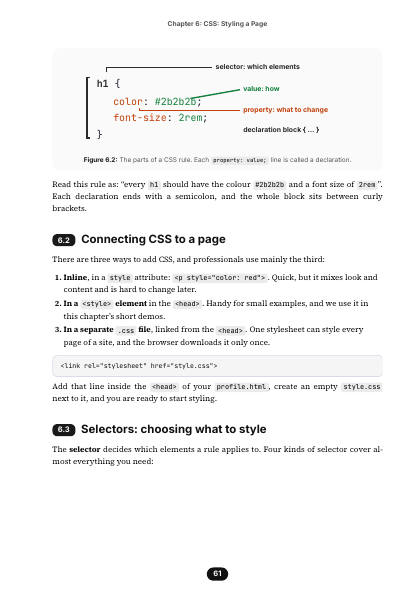 Chapter 6: CSS: Styling a Page
selector: which elements
h1 {
value: how
color: #2b2b2b;
property: what to change
font-size: 2rem;
declaration block { … }
}
Figure 6.2: The parts of a CSS rule. Each property: value; line is called a declaration.
Read this rule as: “every h1 should have the colour #2b2b2b and a font size of 2rem”.
Each declaration ends with a semicolon, and the whole block sits between curly
brackets.
6.2 Connecting CSS to a page
There are three ways to add CSS, and professionals use mainly the third:
1. Inline, in a style attribute: <p style="color: red">. Quick, but it mixes look and
content and is hard to change later.
2. In a <style> element in the <head>. Handy for small examples, and we use it in
this chapter’s short demos.
3. In a separate .css file, linked from the <head>. One stylesheet can style every
page of a site, and the browser downloads it only once.
<link rel="stylesheet" href="style.css">
Add that line inside the <head> of your profile.html, create an empty style.css
next to it, and you are ready to start styling.
6.3 Selectors: choosing what to style
The selector decides which elements a rule applies to. Four kinds of selector cover al-
most everything you need:
61